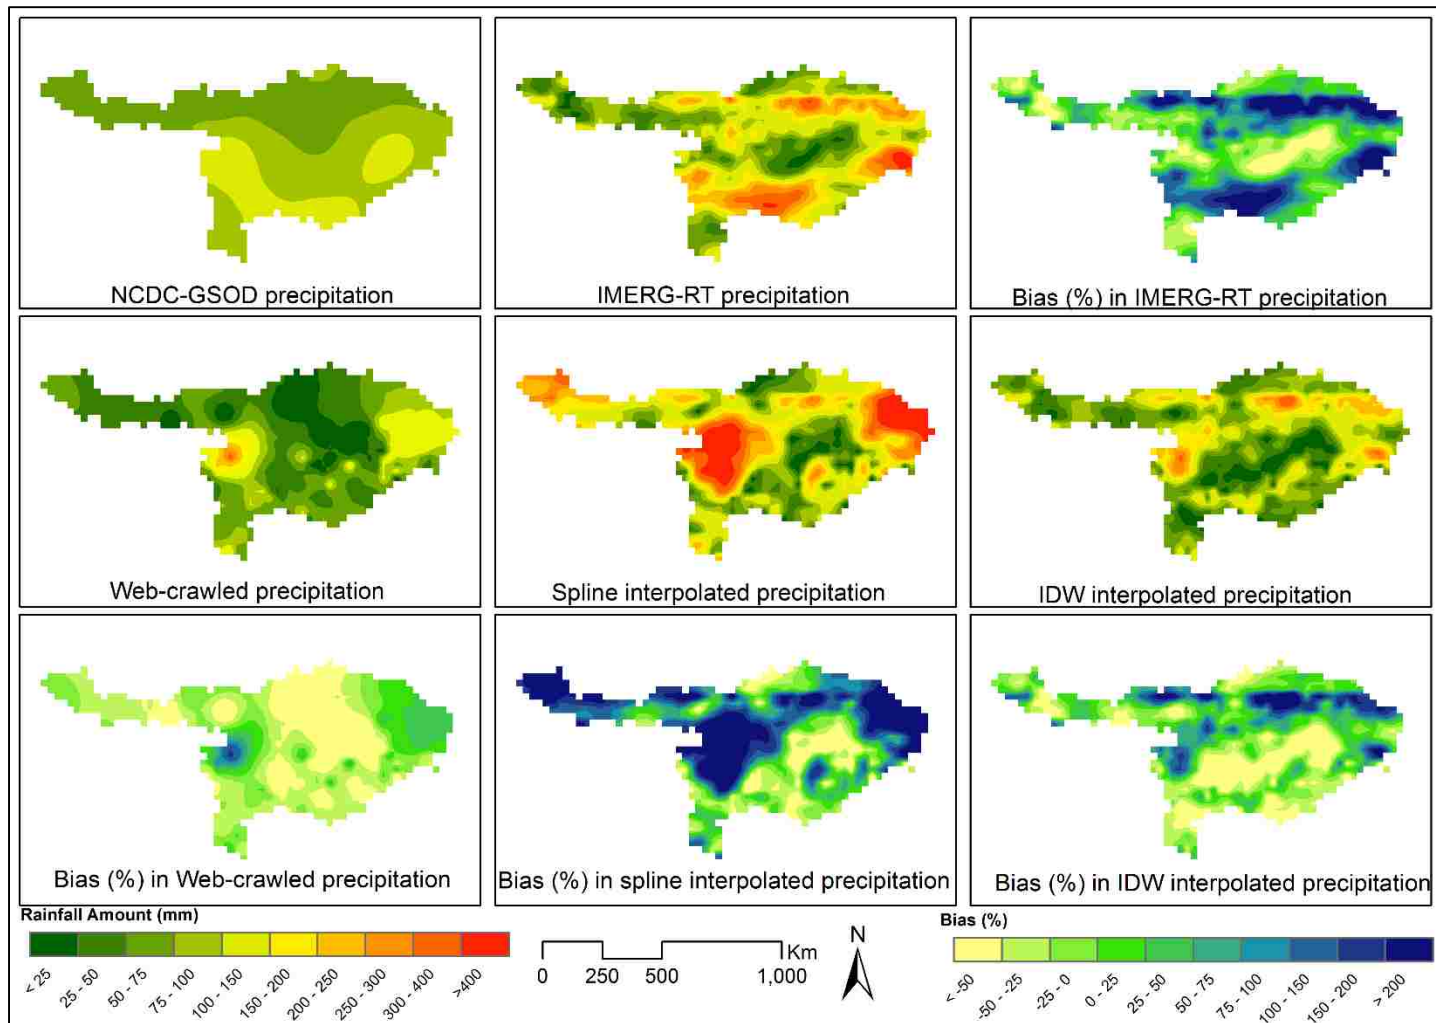 NCDC-GSOD precipitation
IMERG-RT precipitation
Bias (%) in IMERG-RT precipitation
Web-crawled precipitation
Spline interpolated precipitation
IDW interpolated precipitation
Bias (%) in Web-crawled precipitation
Bias (%) in spline interpolated precipitation
Bias (%) in IDW interpolated precipitation
Rainfall Amount (mm)
< 25
25 - 50
50 - 75
75 - 100
100 - 150
150 - 200
200 - 250
250 - 300
300 - 400
>400
Km
0 250 500 1,000
N
Bias (%)
< -50
-50 - -25
-25 - 0
0 - 25
25 - 50
50 - 75
75 - 100
100 - 150
150 - 200
> 200